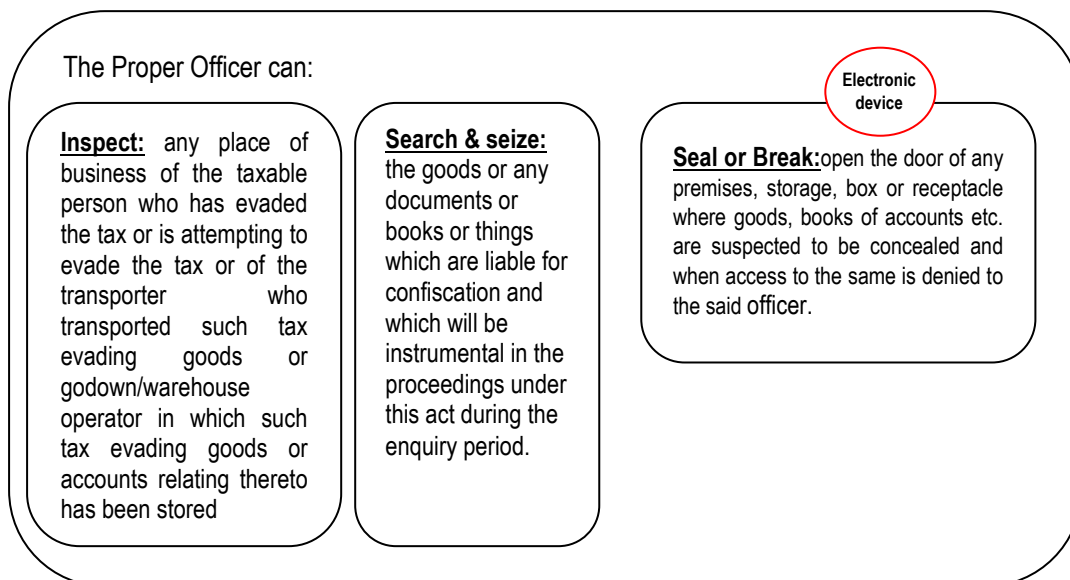 The Proper Officer can:
Inspect: any place of
business of the taxable
person who has evaded
the tax or is attempting to
evade the tax or of the
transporter who
transported such tax
evading goods or
godown/warehouse
operator in which such
tax evading goods or
accounts relating thereto
has been stored
Search & seize:
the goods or any
documents or
books or things
which are liable for
confiscation and
which will be
instrumental in the
proceedings under
this act during the
enquiry period.
Electronic
device
Seal or Break:open the door of any
premises, storage, box or receptacle
where goods, books of accounts etc.
are suspected to be concealed and
when access to the same is denied to
the said officer.